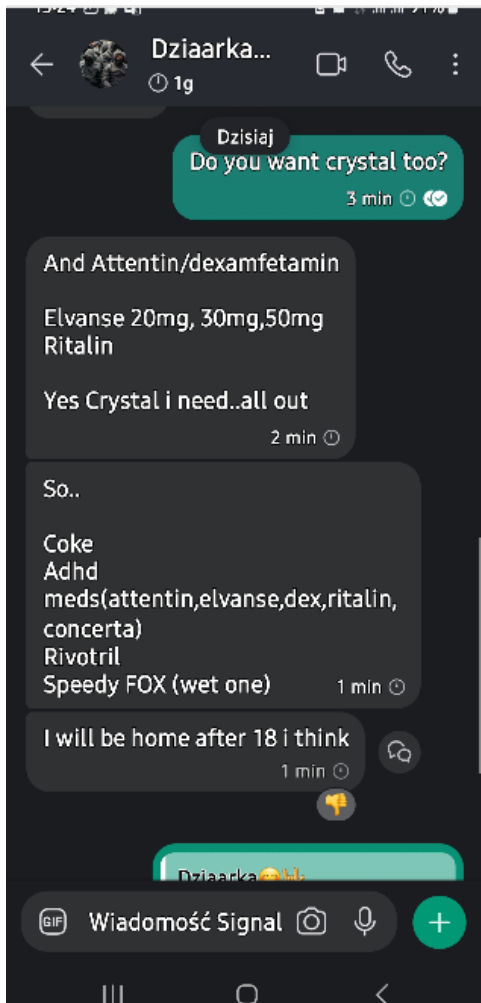 Dziaarka...
1g
Dzisiaj
Do you want crystal too?
3 min
And Attentin/dexamfetamin
Elvanse 20mg, 30mg,50mg
Ritalin
Yes Crystal i need..all out
2 min
So..
Coke
Adhd
meds(attentin,elvanse,dex,ritalin,
concerta)
Rivotril
Speedy FOX (wet one)
1 min
I will be home after 18 i think
1 min
Dziaarka
GIF
Wiadomość Signal